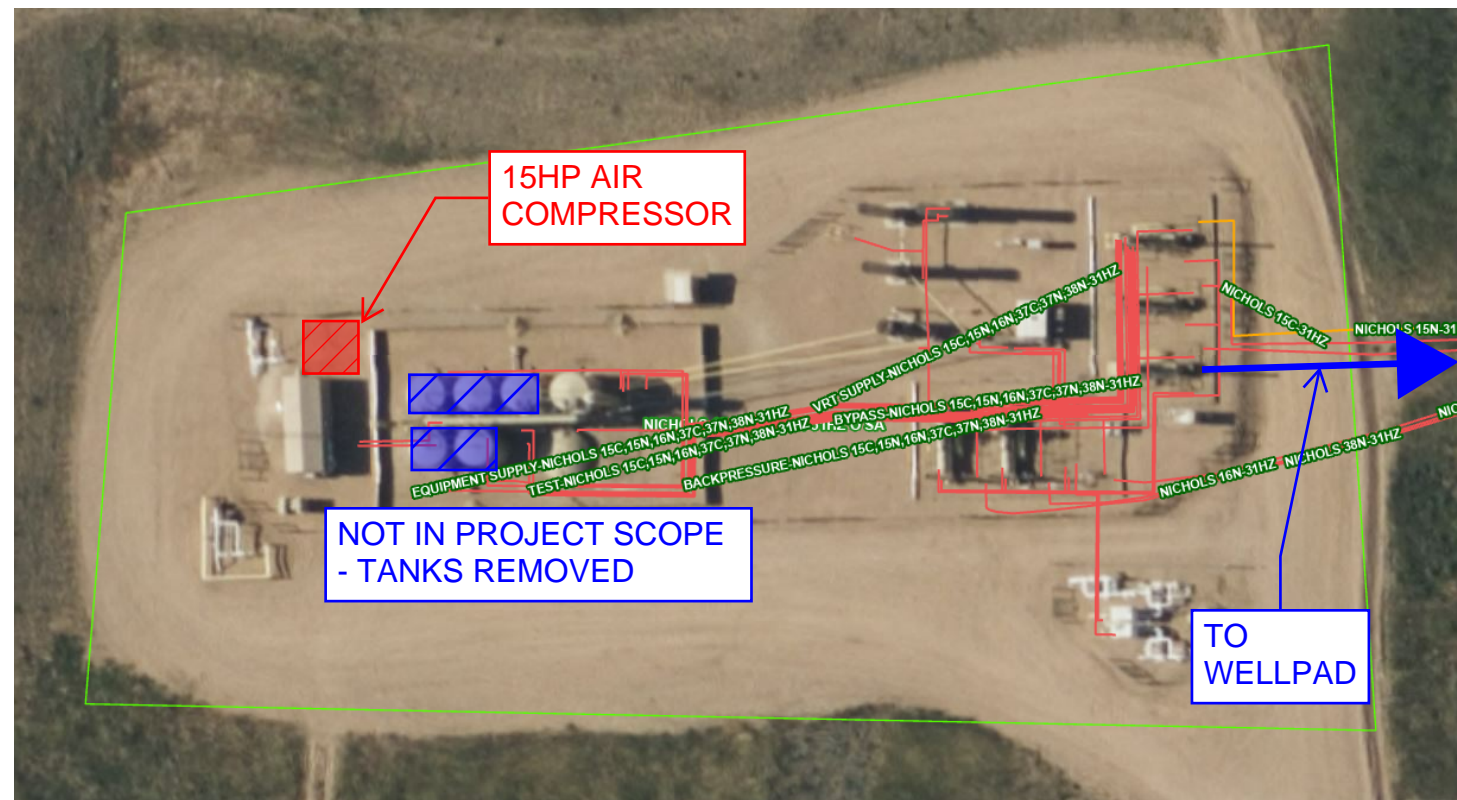 15HP AIR
COMPRESSOR
VRT SUPPLY-NICHOLS 15C,15N,16N,37C,37N,38N-31HZ
NICHOLS 15C-31HZ
NICHOLS 15N-31
BYPASS-NICHOLS 15C,15N,16N,37C,37N,38N-31HZ
EQUIPMENT SUPPLY-NICHOLS 15C,15N,16N,37C,37N,38N-31HZ
TEST-NICHOLS 15C,15N,16N,37C,37N,38N-31HZ
BACKPRESSURE-NICHOLS 15C,15N,16N,37C,37N,38N-31HZ
NICHOLS 16N-31HZ
NICHOLS 38N-31HZ
NOT IN PROJECT SCOPE
- TANKS REMOVED
TO
WELLPAD